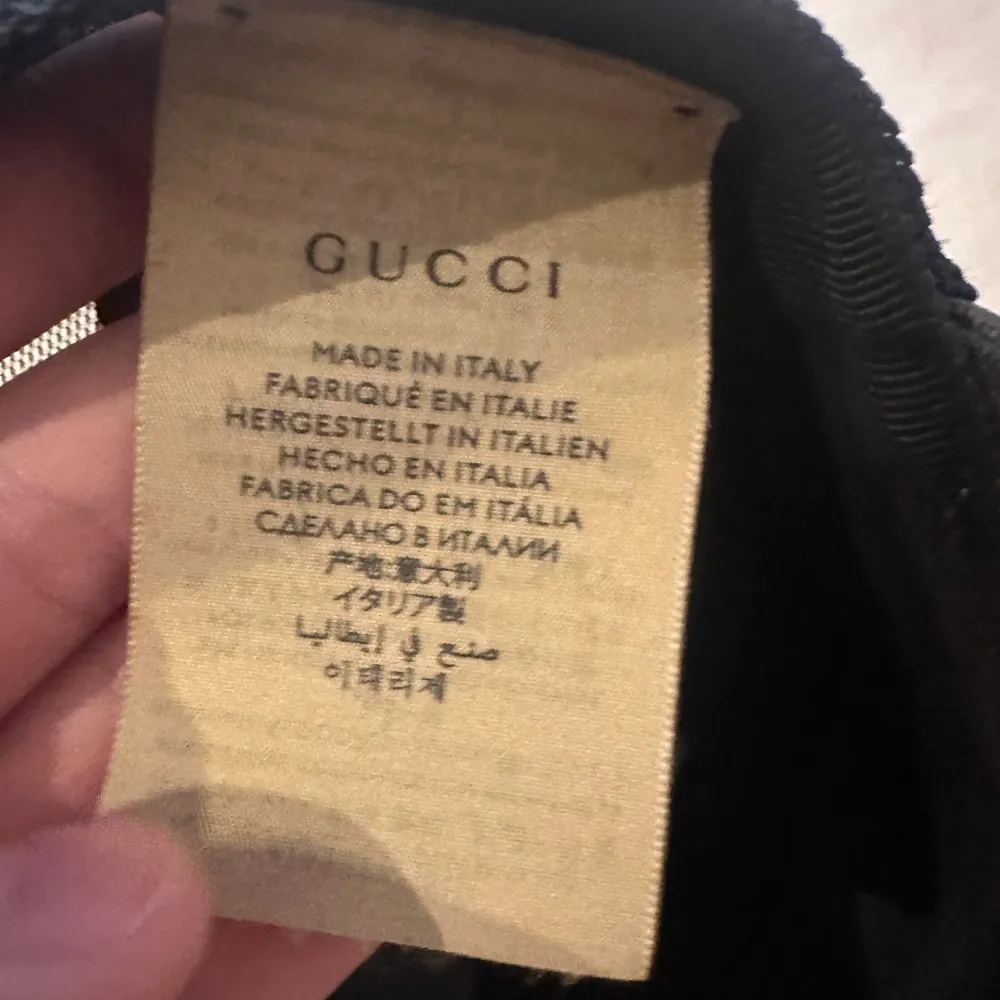 GUCCI
MADE IN ITALY
FABRIQUÉ EN ITALIE
HERGESTELLT IN ITALIEN
HECHO EN ITALIA
FABRICA DO EM ITÁLIA
СДЕЛАНО В ИТАЛИИ
产地:意大利
イタリア製
صنع في إيطاليا
이태리제